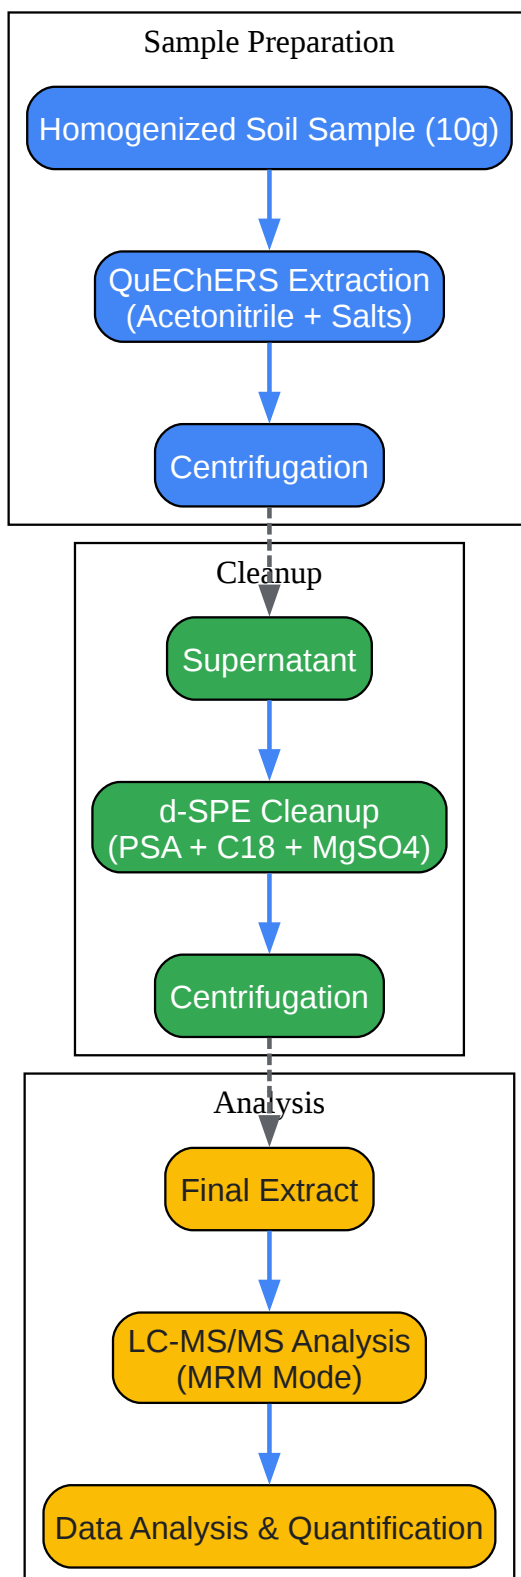 Sample Preparation
Homogenized Soil Sample (10g)
QuEChERS Extraction
(Acetonitrile + Salts)
Centrifugation
Cleanup
Supernatant
d-SPE Cleanup
(PSA + C18 + MgSO4)
Centrifugation
Analysis
Final Extract
LC-MS/MS Analysis
(MRM Mode)
Data Analysis & Quantification